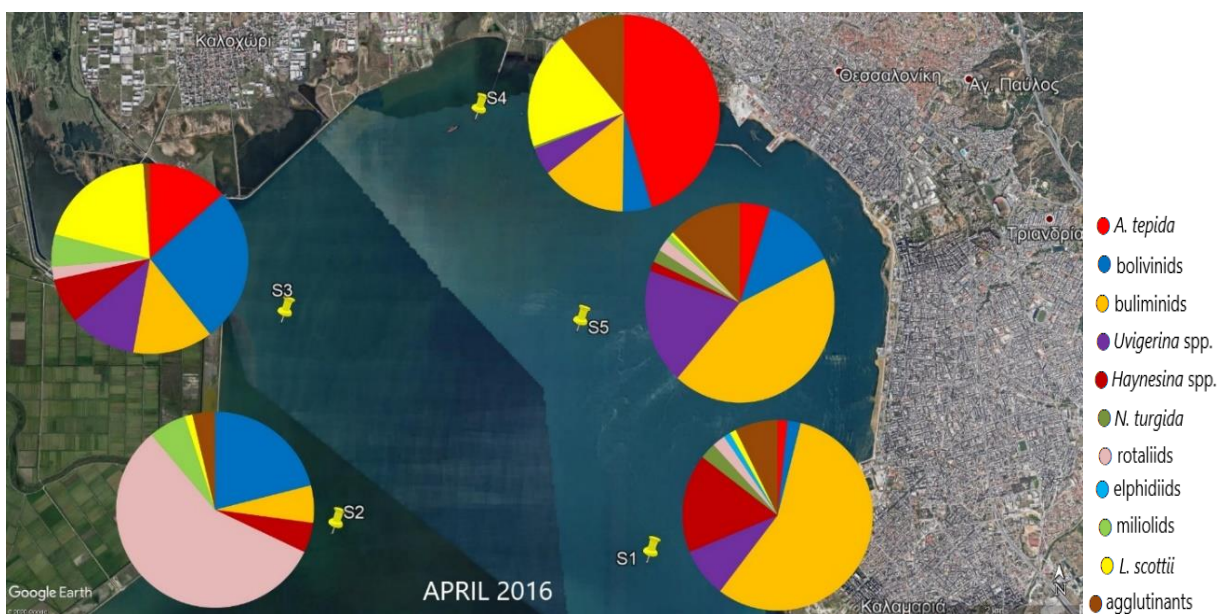 Καλοχώρι
Θεσσαλονίκη
Αγ. Παύλος
S4
Τριανδρία
S3
S5
S2
S1
APRIL 2016
Google Earth
Καλαμαριά
N
A. tepida
bolivinids
buliminids
Uvigerina spp.
Haynesina spp.
N. turgida
rotaliids
elphidiids
miliolids
L. scottii
agglutinants